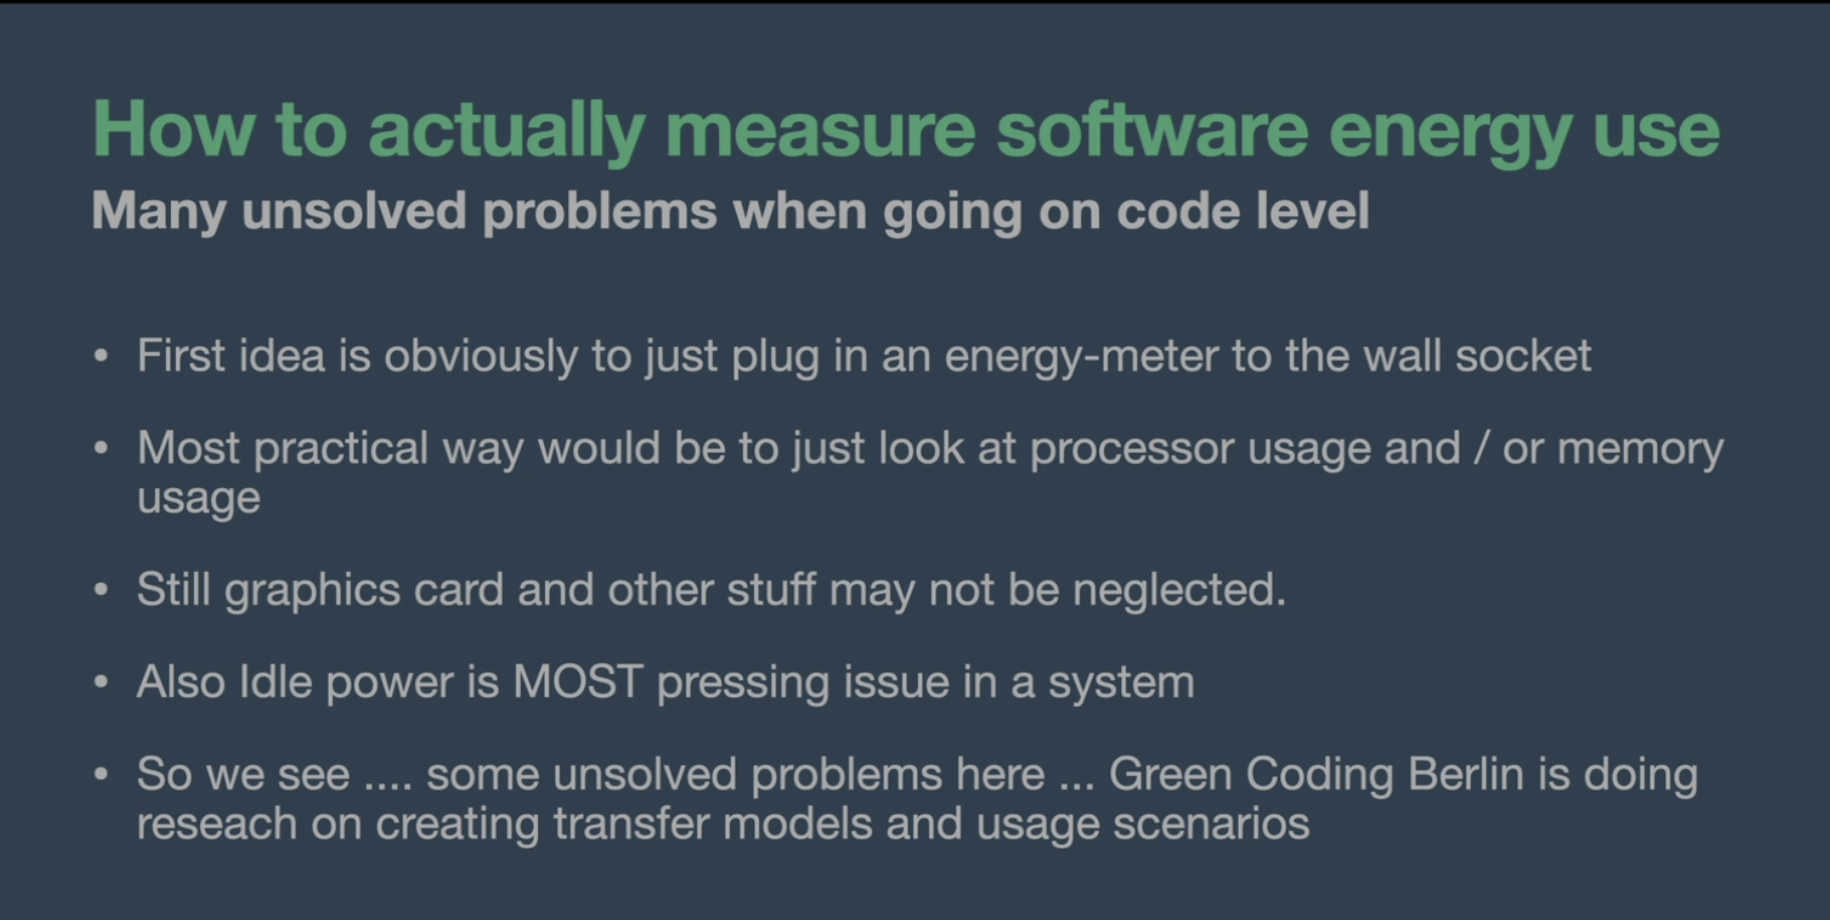 How to actually measure software energy use
Many unsolved problems when going on code level
• First idea is obviously to just plug in an energy-meter to the wall socket
• Most practical way would be to just look at processor usage and / or memory
usage
• Still graphics card and other stuff may not be neglected.
• Also Idle power is MOST pressing issue in a system
• So we see .... some unsolved problems here ... Green Coding Berlin is doing
reseach on creating transfer models and usage scenarios